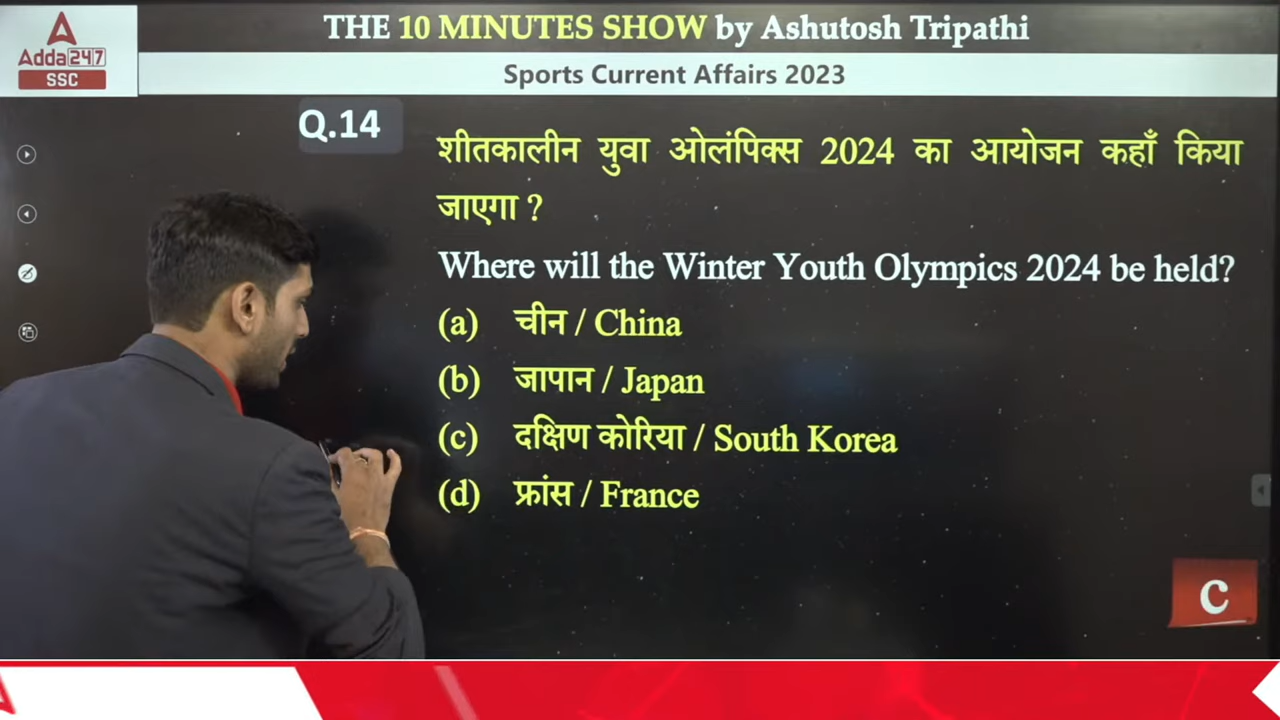 Adda247
SSC
THE 10 MINUTES SHOW by Ashutosh Tripathi
Sports Current Affairs 2023
Q.14
शीतकालीन युवा ओलंपिक्स 2024 का आयोजन कहाँ किया
जाएगा ?
Where will the Winter Youth Olympics 2024 be held?
(a) चीन / China
(b) जापान / Japan
(c) दक्षिण कोरिया / South Korea
(d) फ्रांस / France
C